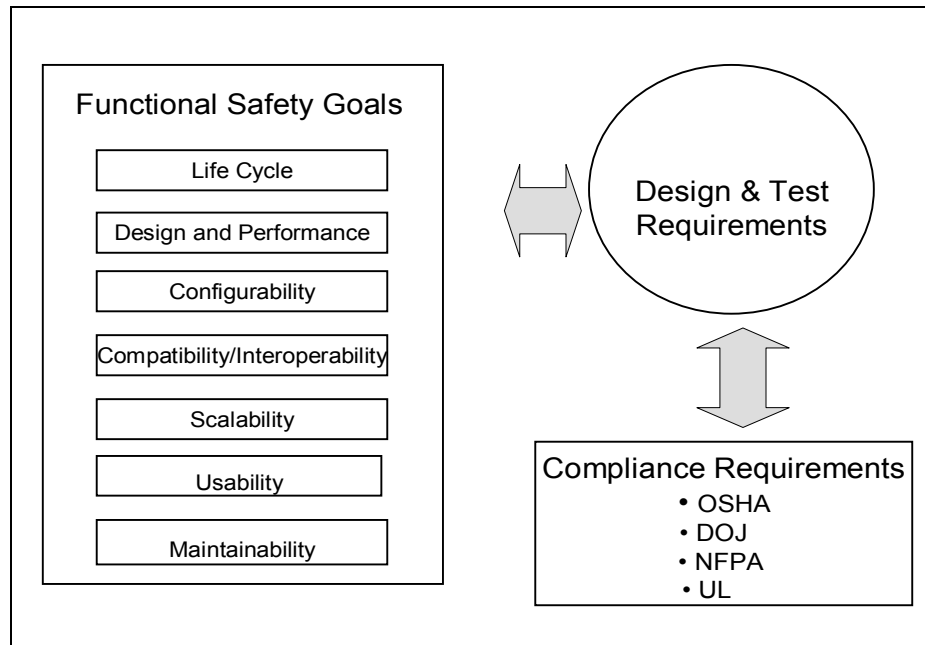 Functional Safety Goals
Life Cycle
Design and Performance
Configurability
Compatibility/Interoperability
Scalability
Usability
Maintainability
Design & Test
Requirements
Compliance Requirements
• OSHA
• DOJ
• NFPA
• UL